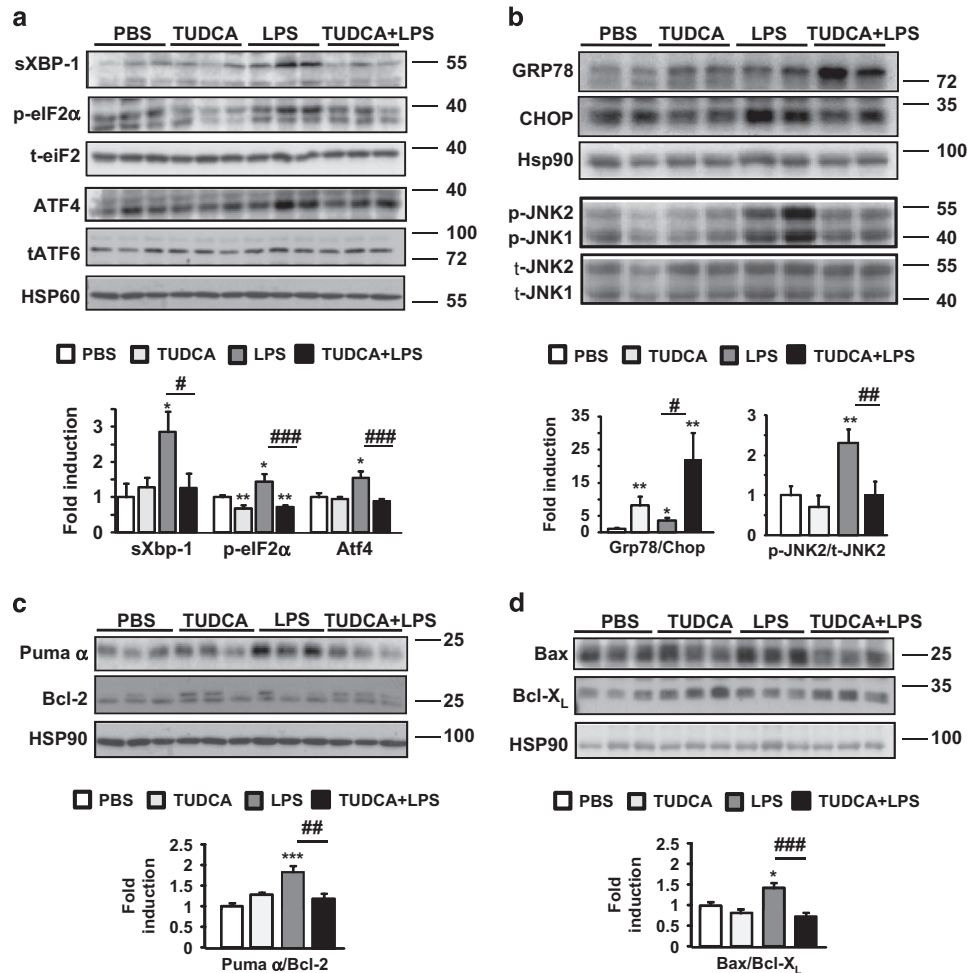 a
PBS TUDCA LPS TUDCA+LPS
sXBP-1 55
p-eIF2α 40
t-eiF2 40
ATF4 40
tATF6 100
72
HSP60 55
PBS TUDCA LPS TUDCA+LPS
Fold induction
3
2
1
0
* #
** * ** ###
* ###
sXbp-1 p-eIF2α Atf4
b
PBS TUDCA LPS TUDCA+LPS
GRP78 72
CHOP 35
Hsp90 100
p-JNK2 55
p-JNK1 40
t-JNK2 55
t-JNK1 40
PBS TUDCA LPS TUDCA+LPS
Fold induction
35
25
15
5
0
** * # **
Grp78/Chop
4
3
2
1
0
** ##
p-JNK2/t-JNK2
c
PBS TUDCA LPS TUDCA+LPS
Puma α 25
Bcl-2 25
HSP90 100
PBS TUDCA LPS TUDCA+LPS
Fold
induction
2.5
2
1.5
1
0.5
0
*** ##
Puma α/Bcl-2
d
PBS TUDCA LPS TUDCA+LPS
Bax 25
Bcl-XL 35
HSP90 100
PBS TUDCA LPS TUDCA+LPS
Fold
induction
2.5
2
1.5
1
0.5
0
* ###
Bax/Bcl-XL